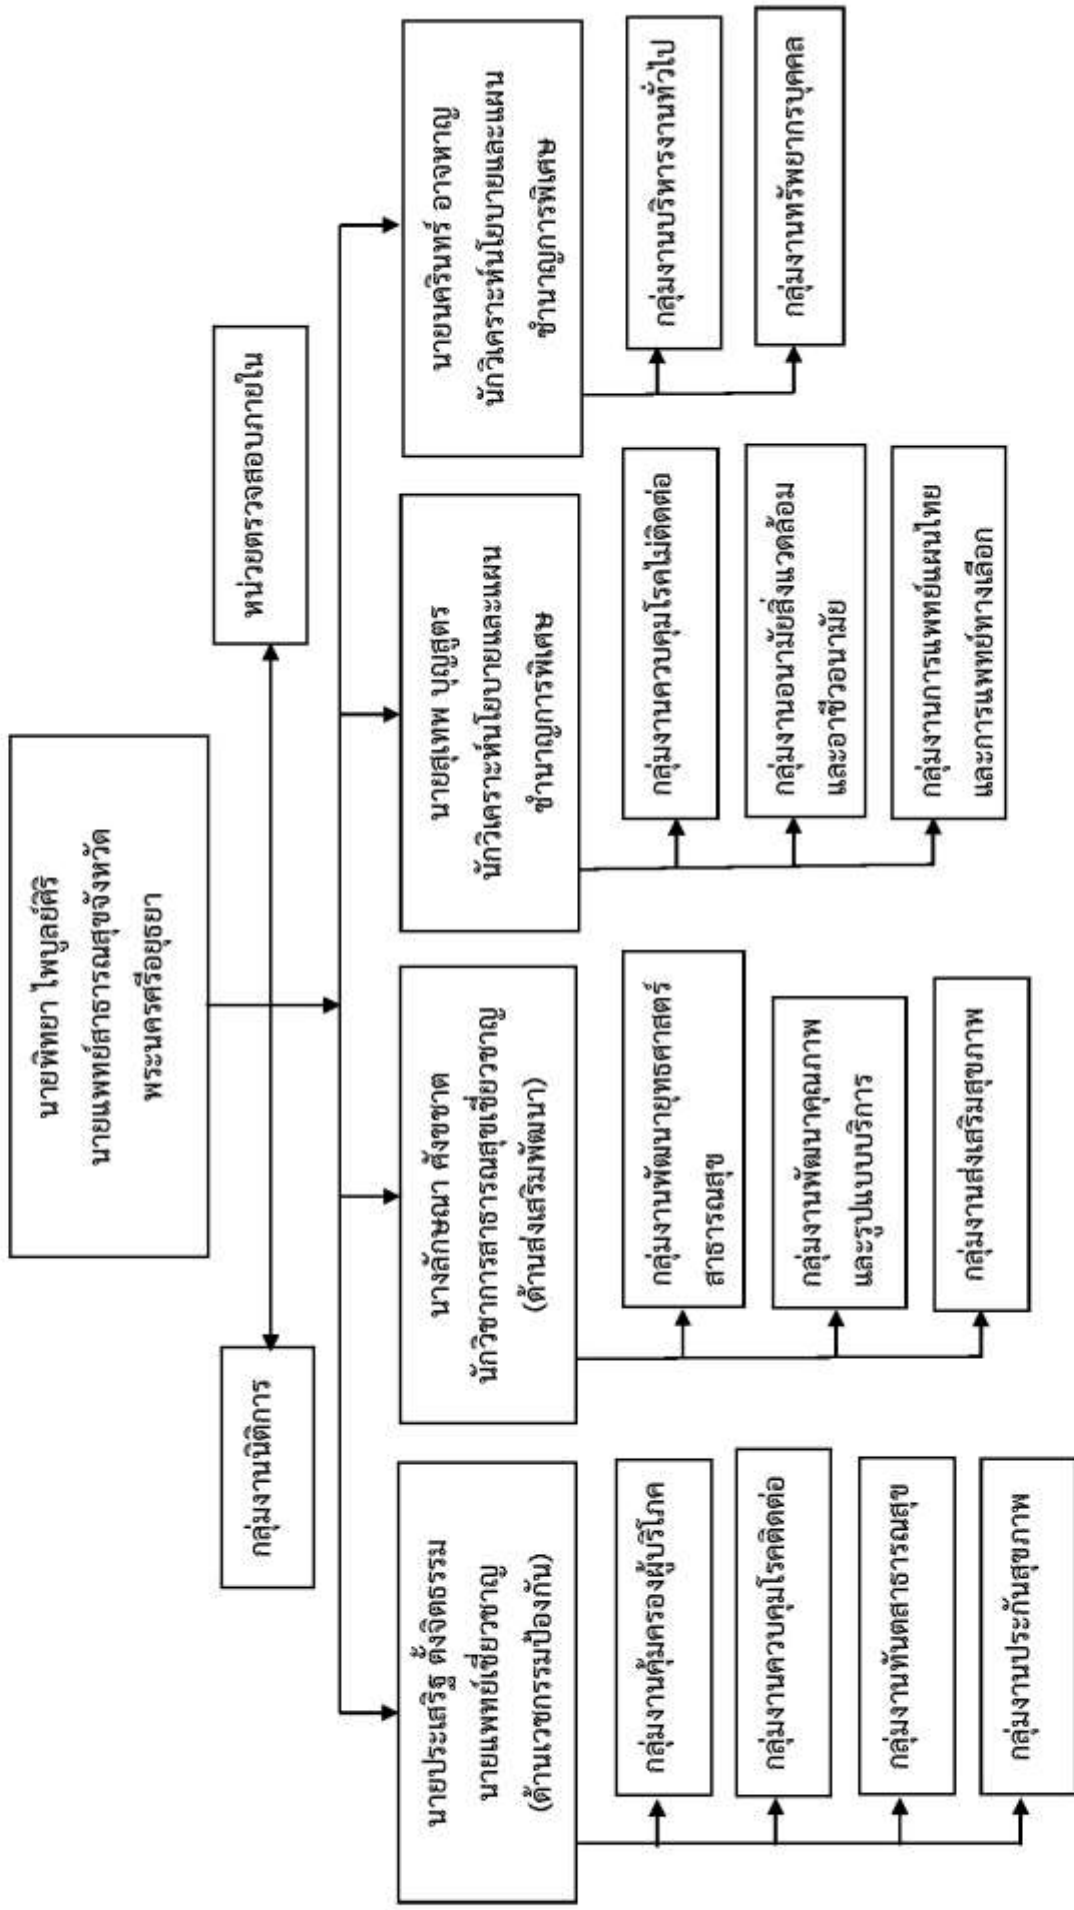 นายพิทยา ไพบูลย์ศิริ
นายแพทย์สาธารณสุขจังหวัด
พระนครศรีอยุธยา
กลุ่มงานนิติการ
หน่วยตรวจสอบภายใน
นายประเสริฐ ตั้งจิตธรรม
นายแพทย์เชี่ยวชาญ
(ด้านเวชกรรมป้องกัน)
กลุ่มงานคุ้มครองผู้บริโภค
กลุ่มงานควบคุมโรคติดต่อ
กลุ่มงานทันตสาธารณสุข
กลุ่มงานประกันสุขภาพ
นางลักษณา ศังขชาต
นักวิชาการสาธารณสุขเชี่ยวชาญ
(ด้านส่งเสริมพัฒนา)
กลุ่มงานพัฒนายุทธศาสตร์
สาธารณสุข
กลุ่มงานพัฒนาคุณภาพ
และรูปแบบบริการ
กลุ่มงานส่งเสริมสุขภาพ
นายสุเทพ บุญสูตร
นักวิเคราะห์นโยบายและแผน
ชำนาญการพิเศษ
กลุ่มงานควบคุมโรคไม่ติดต่อ
กลุ่มงานอนามัยสิ่งแวดล้อม
และอาชีวอนามัย
กลุ่มงานการแพทย์แผนไทย
และการแพทย์ทางเลือก
นายนครินทร์ อาจหาญ
นักวิเคราะห์นโยบายและแผน
ชำนาญการพิเศษ
กลุ่มงานบริหารงานทั่วไป
กลุ่มงานทรัพยากรบุคคล